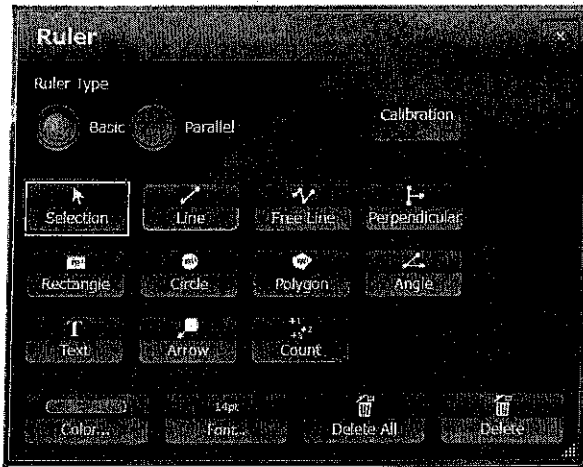 Ruler
Ruler Type
Basic Parallel Calibration
Selection Line Free Line Perpendicular
Rectangle Circle Polygon Angle
T
Text Arrow Count
14pt
Color... Font... Delete All Delete